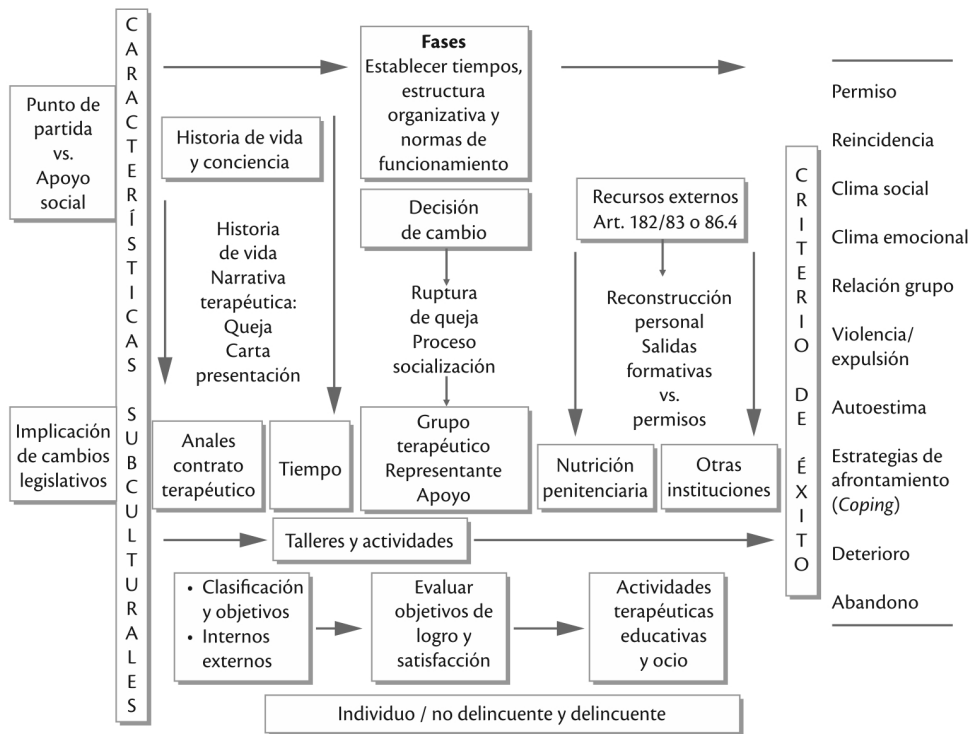 Punto de
partida
vs.
Apoyo
social
Implicación
de cambios
legislativos
CARACTERÍSTICAS SUBCULTURALES
Fases
Establecer tiempos,
estructura
organizativa y
normas de
funcionamiento
Historia de vida
y conciencia
Historia
de vida
Narrativa
terapéutica:
Queja
Carta
presentación
Decisión
de cambio
Ruptura
de queja
Proceso
socialización
Recursos externos
Art. 182/83 o 86.4
Reconstrucción
personal
Salidas
formativas
vs.
permisos
Anales
contrato
terapéutico
Tiempo
Grupo
terapéutico
Representante
Apoyo
Nutrición
penitenciaria
Otras
instituciones
Talleres y actividades
• Clasificación
y objetivos
• Internos
externos
Evaluar
objetivos de
logro y
satisfacción
Actividades
terapéuticas
educativas
y ocio
Individuo / no delincuente y delincuente
CRITERIO DE ÉXITO
Permiso
Reincidencia
Clima social
Clima emocional
Relación grupo
Violencia/
expulsión
Autoestima
Estrategias de
afrontamiento
(Coping)
Deterioro
Abandono